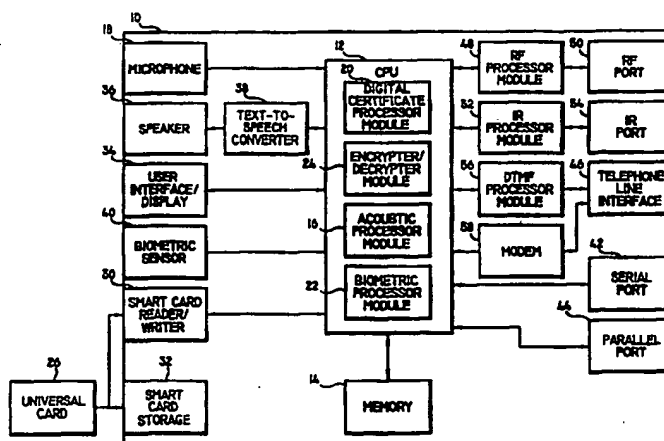 10
18
MICROPHONE
36
SPEAKER
38
TEXT-TO-
SPEECH
CONVERTER
34
USER
INTERFACE/
DISPLAY
40
BIOMETRIC
SENSOR
SMART CARD
READER/
WRITER
26
UNIVERSAL
CARD
32
SMART
CARD
STORAGE
12
CPU
20
DIGITAL
CERTIFICATE
PROCESSOR
MODULE
24
ENCRYPTER/
DECRYPTER
MODULE
16
ACOUSTIC
PROCESSOR
MODULE
22
BIOMETRIC
PROCESSOR
MODULE
14
MEMORY
48
RF
PROCESSOR
MODULE
50
RF
PORT
52
IR
PROCESSOR
MODULE
54
IR
PORT
56
DTMF
PROCESSOR
MODULE
46
TELEPHONE
LINE
INTERFACE
58
MODEM
42
SERIAL
PORT
44
PARALLEL
PORT